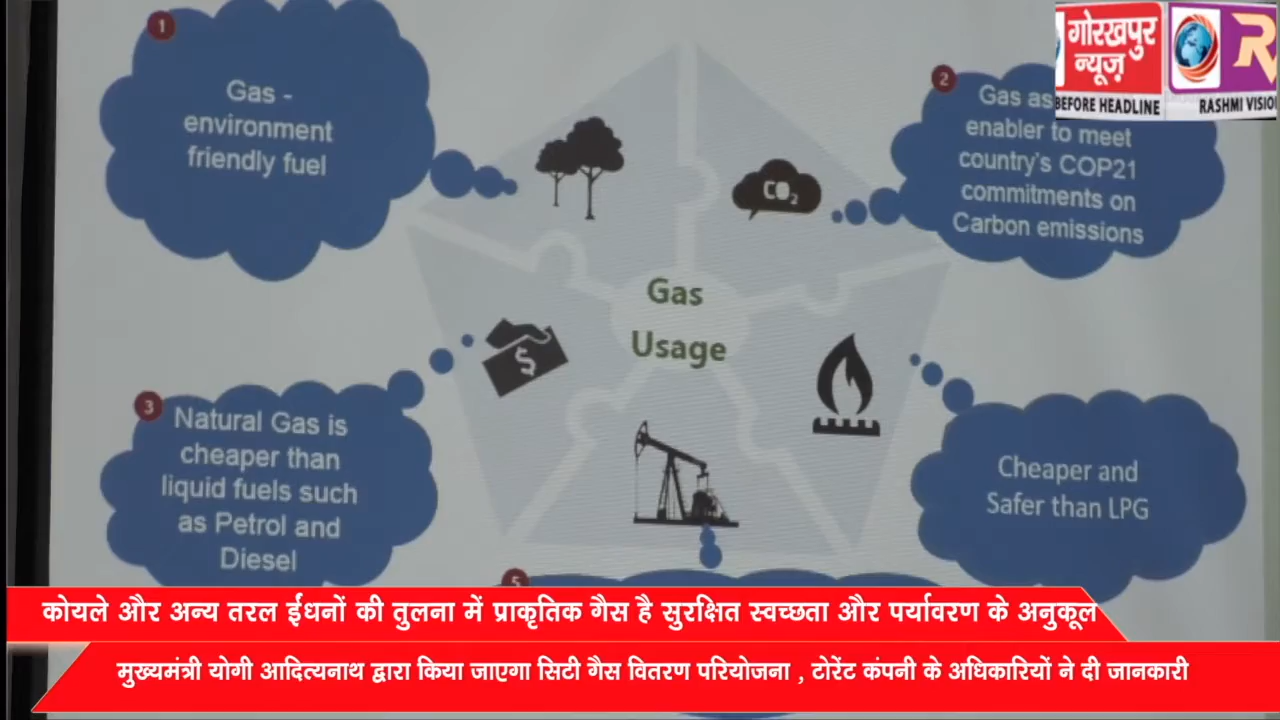 1
Gas -
environment
friendly fuel
2
Gas as
enabler to meet
country's COP21
commitments on
Carbon emissions
गोरखपुर
न्यूज़
BEFORE HEADLINE
R
RASHMI VISIO
CO2
Gas
Usage
$
3
Natural Gas is
cheaper than
liquid fuels such
as Petrol and
Diesel
Cheaper and
Safer than LPG
5
कोयले और अन्य तरल ईंधनों की तुलना में प्राकृतिक गैस है सुरक्षित स्वच्छता और पर्यावरण के अनुकूल
मुख्यमंत्री योगी आदित्यनाथ द्वारा किया जाएगा सिटी गैस वितरण परियोजना , टोरेंट कंपनी के अधिकारियों ने दी जानकारी